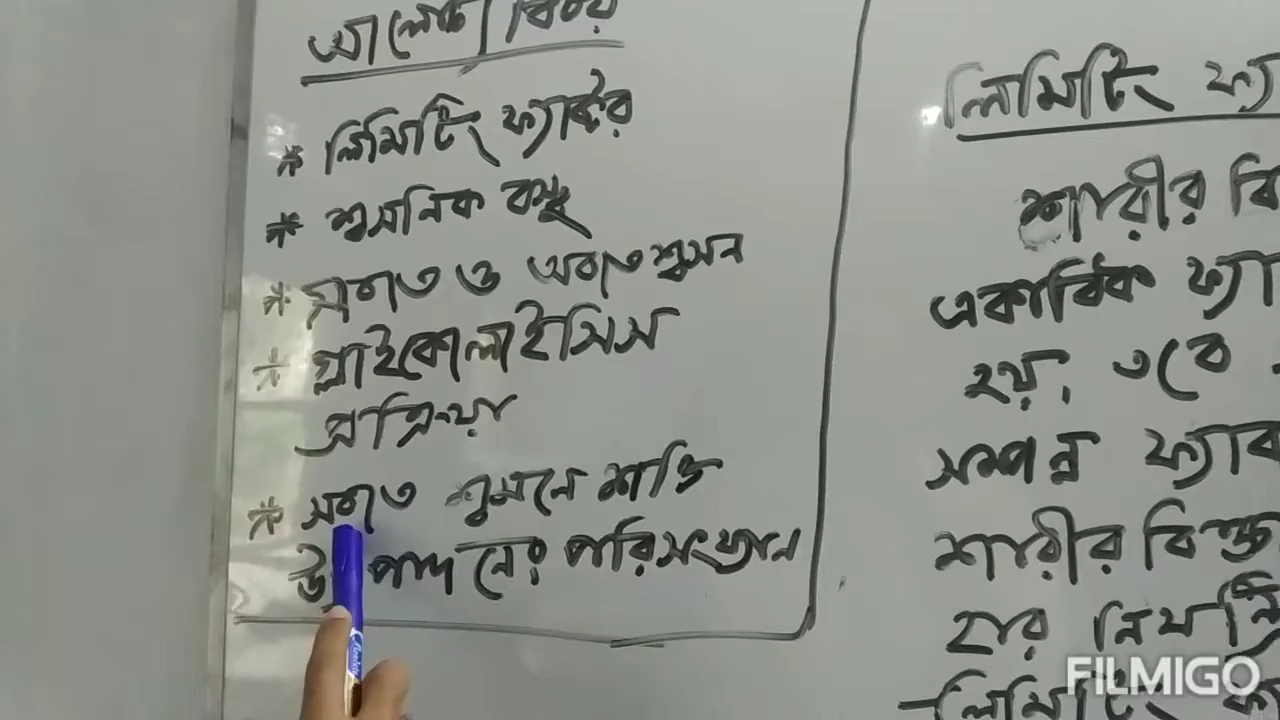 আলোচ্য বিষয়
* লিমিটিং ফ্যাক্টর
* শ্বসনিক বস্তু
* সবাত ও অবাত শ্বসন
* গ্লাইকোলাইসিস
প্রক্রিয়া
* সবাত শ্বসনে শক্তি
উৎপাদনের পরিসংখ্যান
লিমিটিং ফ্যা
শারীর বি
একাধিক ফ্যা
হয়, তবে
সম্পন্ন ফ্যাক
শারীর বিজ্ঞ
হার নিয়ন্ত্রি
লিমিটিং ফ্যা
FILMIGO